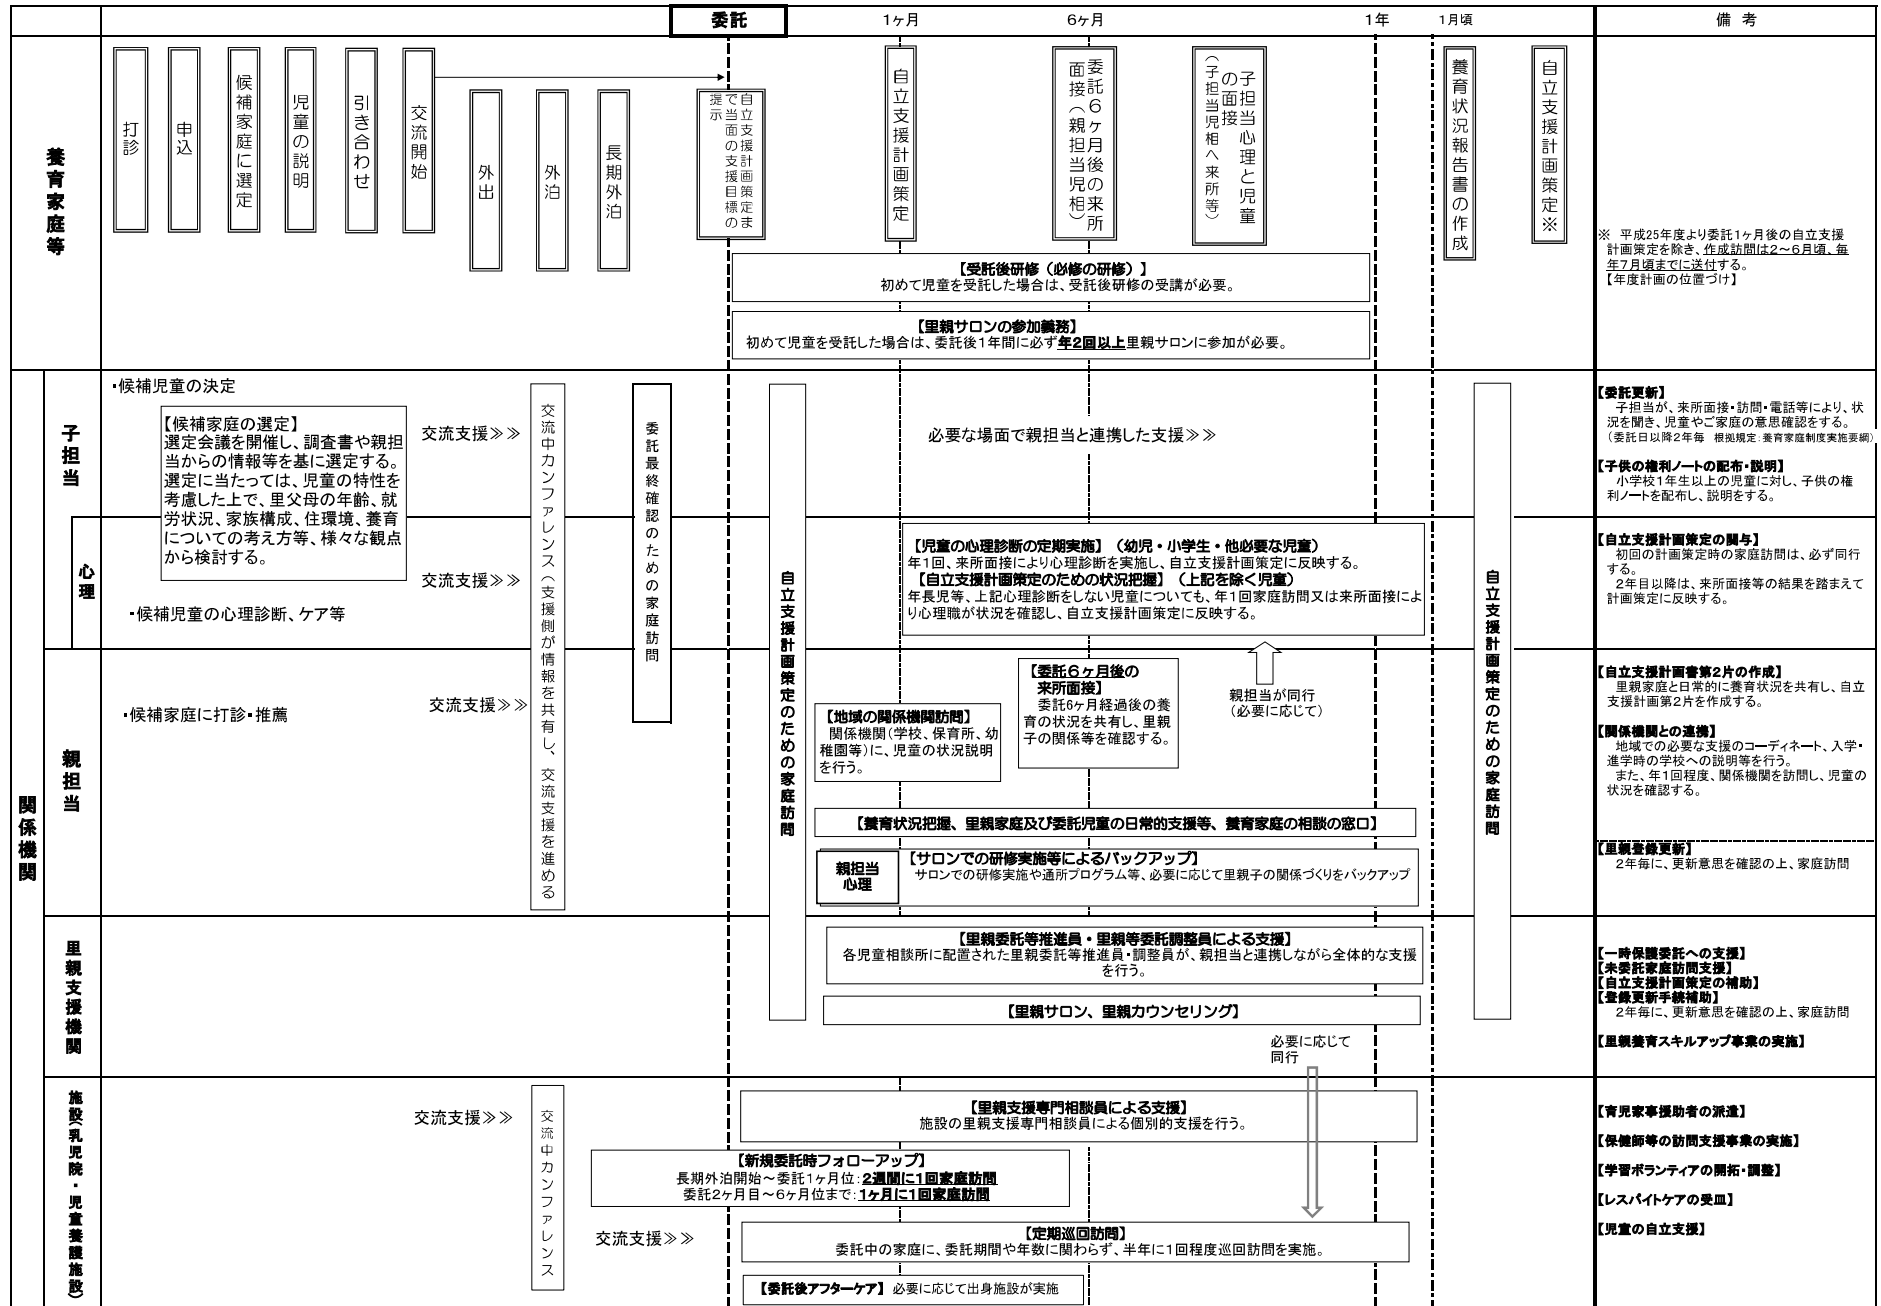 委託
1ヶ月
6ヶ月
1年
1月頃
備 考
養育家庭等
打診
申込
候補家庭に選定
児童の説明
引き合わせ
交流開始
外出
外泊
長期外泊
自立支援計画策定ま
で当面の支援目標の
提示
自立支援計画策定
委託6ヶ月後の来所
面接(親担当児相)
子担当心理と児童
の面接
(子担当児相へ来所等)
養育状況報告書の作成
自立支援計画策定※
【受託後研修(必修の研修)】
初めて児童を受託した場合は、受託後研修の受講が必要。
【里親サロンの参加義務】
初めて児童を受託した場合は、委託後1年間に必ず年2回以上里親サロンに参加が必要。
※ 平成25年度より委託1ヶ月後の自立支援
計画策定を除き、作成訪問は2~6月頃、毎
年7月頃までに送付する。
【年度計画の位置づけ】
関係機関
子担当
・候補児童の決定
【候補家庭の選定】
選定会議を開催し、調査書や親担
当からの情報等を基に選定する。
選定に当たっては、児童の特性を
考慮した上で、里父母の年齢、就
労状況、家族構成、住環境、養育
についての考え方等、様々な観点
から検討する。
交流支援≫≫
交流中カンファレンス(支援側が情報を共有し、交流支援を進める
委託最終確認のための家庭訪問
自立支援計画策定のための家庭訪問
必要な場面で親担当と連携した支援≫≫
自立支援計画策定のための家庭訪問
【委託更新】
子担当が、来所面接・訪問・電話等により、状
況を聞き、児童やご家庭の意思確認をする。
(委託日以降2年毎 根拠規定:養育家庭制度実施要綱)
【子供の権利ノートの配布・説明】
小学校1年生以上の児童に対し、子供の権
利ノートを配布し、説明をする。
心理
交流支援≫≫
・候補児童の心理診断、ケア等
【児童の心理診断の定期実施】(幼児・小学生・他必要な児童)
年1回、来所面接により心理診断を実施し、自立支援計画策定に反映する。
【自立支援計画策定のための状況把握】(上記を除く児童)
年長児等、上記心理診断をしない児童についても、年1回家庭訪問又は来所面接によ
り心理職が状況を確認し、自立支援計画策定に反映する。
【自立支援計画策定の関与】
初回の計画策定時の家庭訪問は、必ず同行
する。
2年目以降は、来所面接等の結果を踏まえて
計画策定に反映する。
親担当
・候補家庭に打診・推薦
交流支援≫≫
【地域の関係機関訪問】
関係機関(学校、保育所、幼
稚園等)に、児童の状況説明
を行う。
【委託6ヶ月後の
来所面接】
委託6ヶ月経過後の養
育の状況を共有し、里親
子の関係等を確認する。
親担当が同行
(必要に応じて)
【養育状況把握、里親家庭及び委託児童の日常的支援等、養育家庭の相談の窓口】
親担当
心理
【サロンでの研修実施等によるバックアップ】
サロンでの研修実施や通所プログラム等、必要に応じて里親子の関係づくりをバックアップ
【自立支援計画書第2片の作成】
里親家庭と日常的に養育状況を共有し、自立
支援計画第2片を作成する。
【関係機関との連携】
地域での必要な支援のコーディネート、入学・
進学時の学校への説明等を行う。
また、年1回程度、関係機関を訪問し、児童の
状況を確認する。
【里親登録更新】
2年毎に、更新意思を確認の上、家庭訪問
里親支援機関
【里親委託等推進員・里親等委託調整員による支援】
各児童相談所に配置された里親委託等推進員・調整員が、親担当と連携しながら全体的な支援
を行う。
【里親サロン、里親カウンセリング】
必要に応じて
同行
【一時保護委託への支援】
【未委託家庭訪問支援】
【自立支援計画策定の補助】
【登録更新手続補助】
2年毎に、更新意思を確認の上、家庭訪問
【里親養育スキルアップ事業の実施】
施設(乳児院・児童養護施設)
交流支援≫≫
交流中カンファレンス
【里親支援専門相談員による支援】
施設の里親支援専門相談員による個別的支援を行う。
【新規委託時フォローアップ】
長期外泊開始~委託1ヶ月位:2週間に1回家庭訪問
委託2ヶ月目~6ヶ月位まで:1ヶ月に1回家庭訪問
交流支援≫≫
【定期巡回訪問】
委託中の家庭に、委託期間や年数に関わらず、半年に1回程度巡回訪問を実施。
【委託後アフターケア】 必要に応じて出身施設が実施
【育児家事援助者の派遣】
【保健師等の訪問支援事業の実施】
【学習ボランティアの開拓・調整】
【レスパイトケアの受皿】
【児童の自立支援】